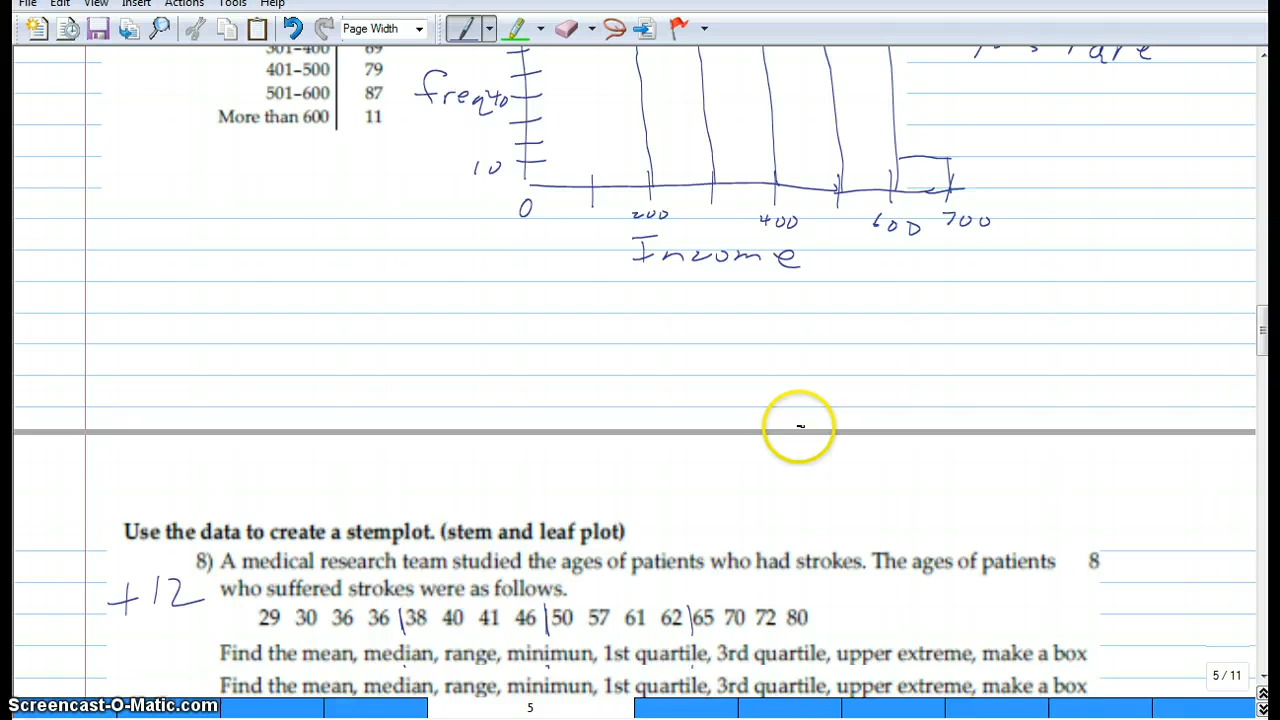 File Edit View Insert Actions Tools Help
Page Width
301–400 69
401–500 79
501–600 87
More than 600 11
freq 40
10
0 200 400 600 700
Income
Use the data to create a stemplot. (stem and leaf plot)
8) A medical research team studied the ages of patients who had strokes. The ages of patients 8
who suffered strokes were as follows.
+12
29 30 36 36 38 40 41 46 50 57 61 62 65 70 72 80
Find the mean, median, range, minimun, 1st quartile, 3rd quartile, upper extreme, make a box
Find the mean, median, range, minimun, 1st quartile, 3rd quartile, upper extreme, make a box
5 / 11
Screencast-O-Matic.com 5